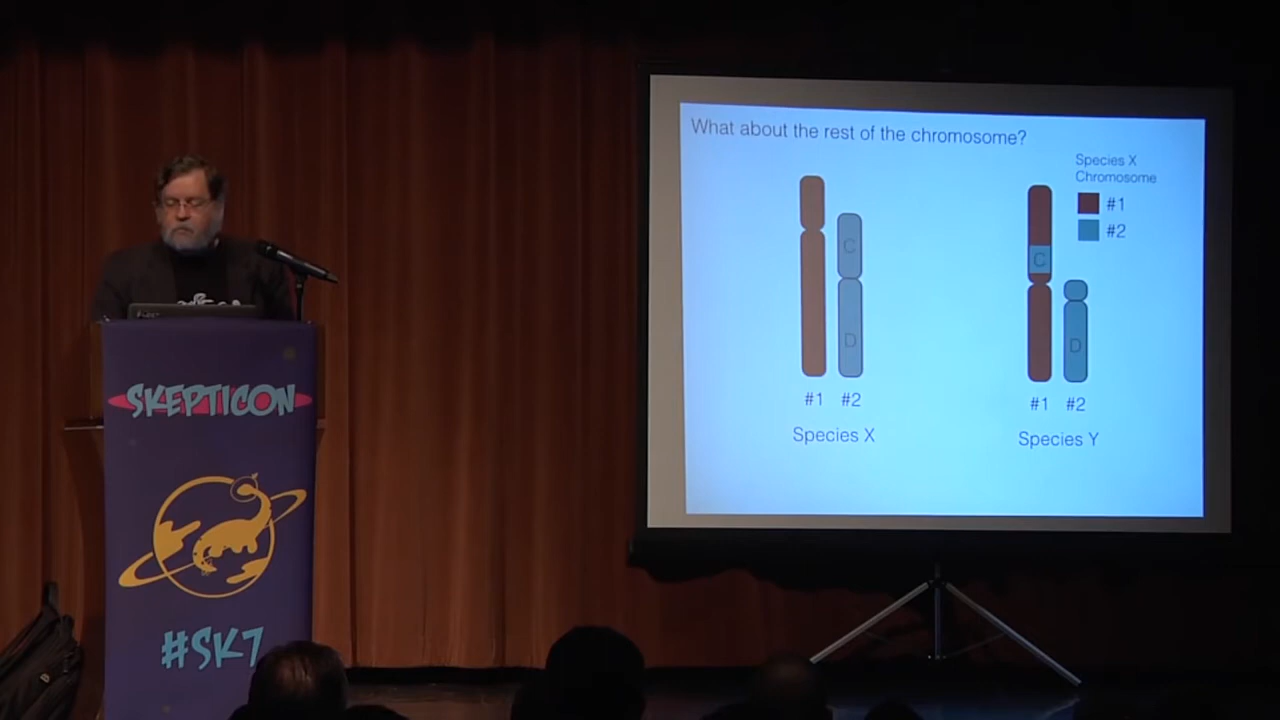 What about the rest of the chromosome?
Species X
Chromosome
#1
#2
C
D
C
D
#1 #2
Species X
#1 #2
Species Y
SKEPTICON
#SK7